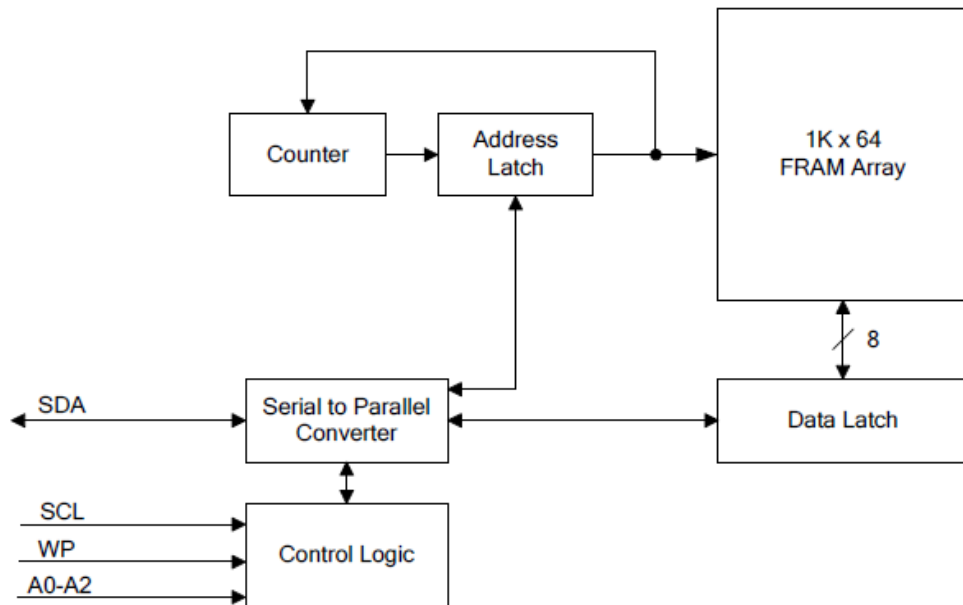 Counter
Address
Latch
1K x 64
FRAM Array
8
SDA
Serial to Parallel
Converter
Data Latch
SCL
WP
A0-A2
Control Logic